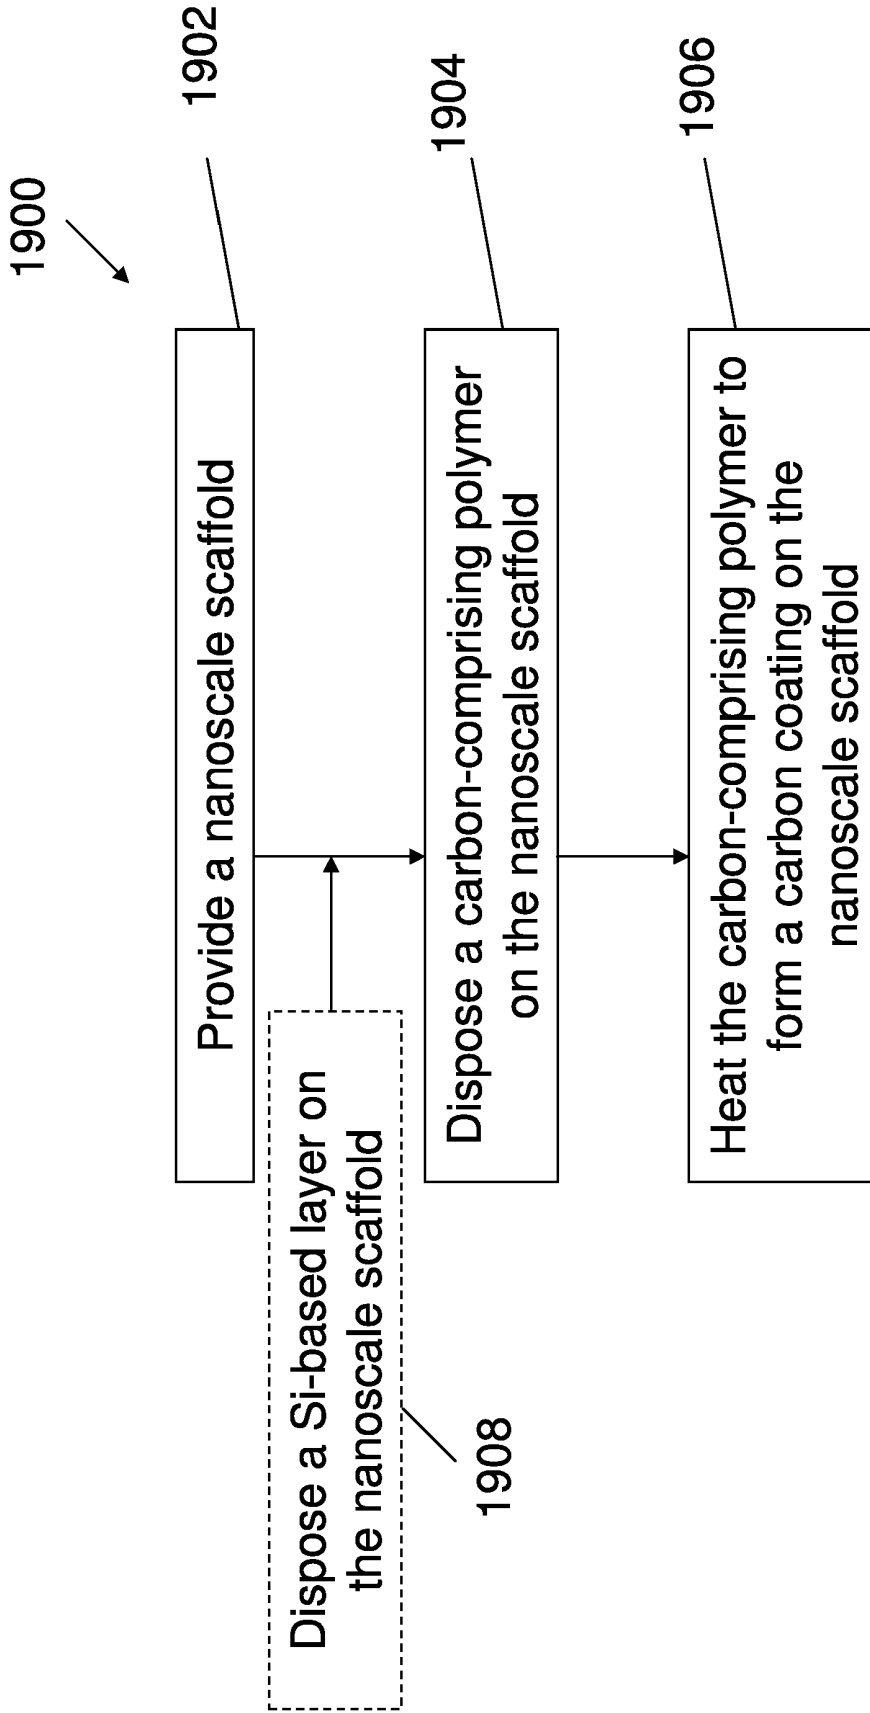 1900
Provide a nanoscale scaffold
1902
Dispose a Si-based layer on
the nanoscale scaffold
1908
Dispose a carbon-comprising polymer
on the nanoscale scaffold
1904
Heat the carbon-comprising polymer to
form a carbon coating on the
nanoscale scaffold
1906